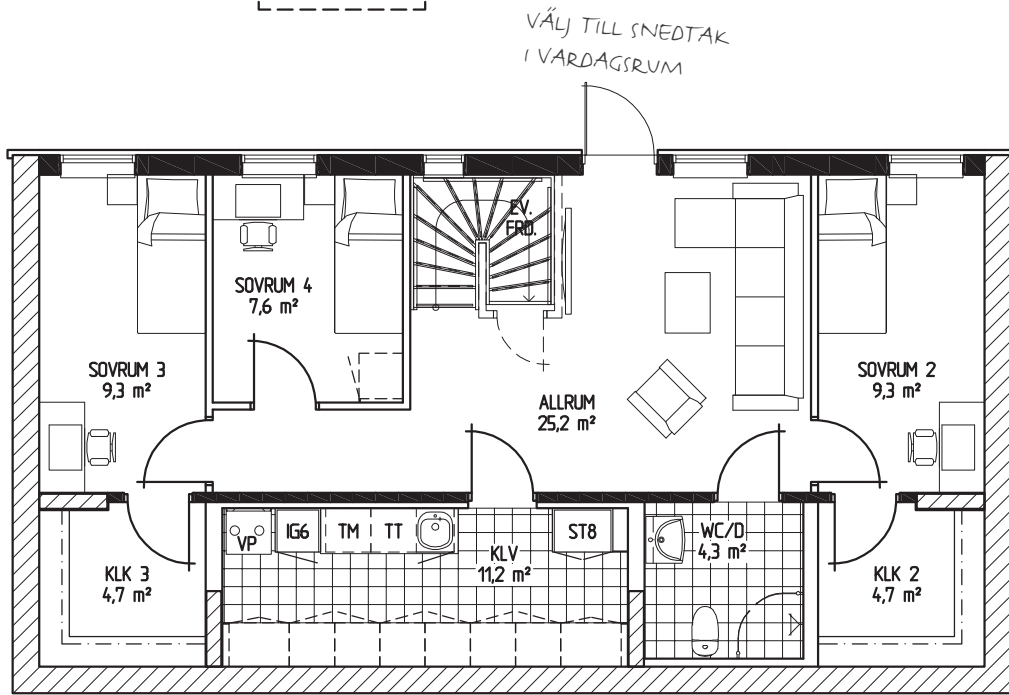 VÄLJ TILL SNEDTAK
I VARDAGSRUM
EV.
FRD.
SOVRUM 4
7,6 m²
SOVRUM 3
9,3 m²
SOVRUM 2
9,3 m²
ALLRUM
25,2 m²
VP
IG6
TM
TT
ST8
KLV
11,2 m²
WC/D
4,3 m²
KLK 3
4,7 m²
KLK 2
4,7 m²